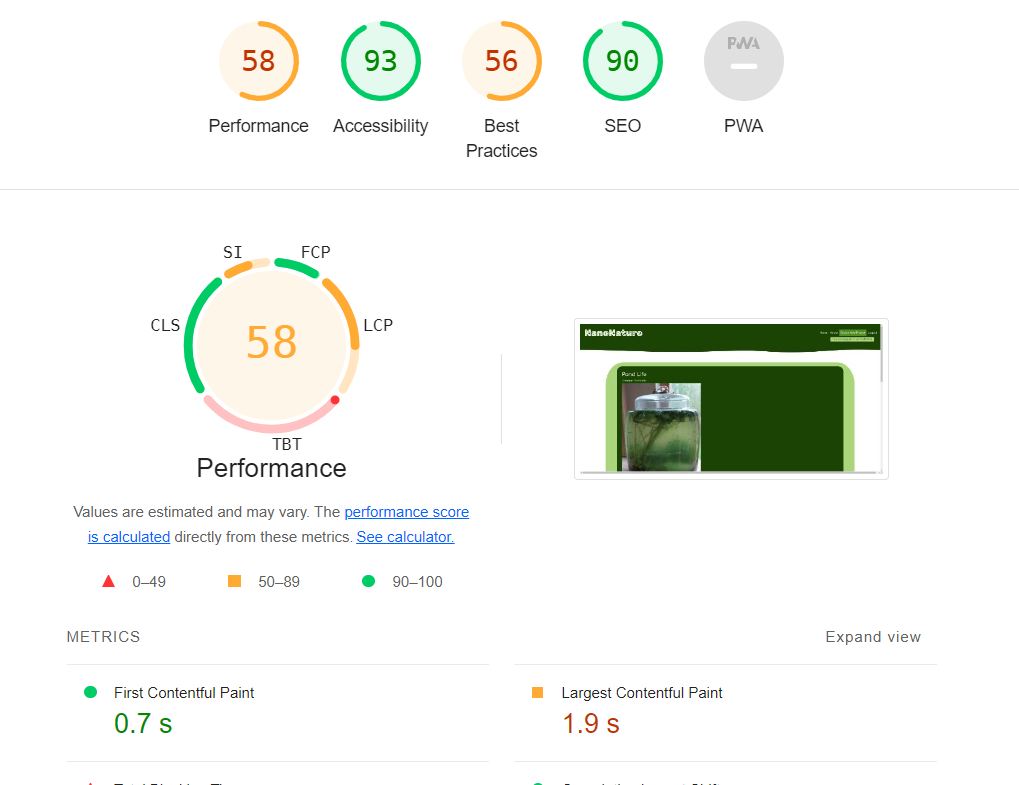 58
93
56
90
PWA
Performance
Accessibility
Best
Practices
SEO
PWA
SI
FCP
CLS
LCP
58
TBT
Performance
NanoNature
Pond Life
Values are estimated and may vary. The performance score
is calculated directly from these metrics. See calculator.
0–49
50–89
90–100
METRICS
Expand view
First Contentful Paint
0.7 s
Largest Contentful Paint
1.9 s